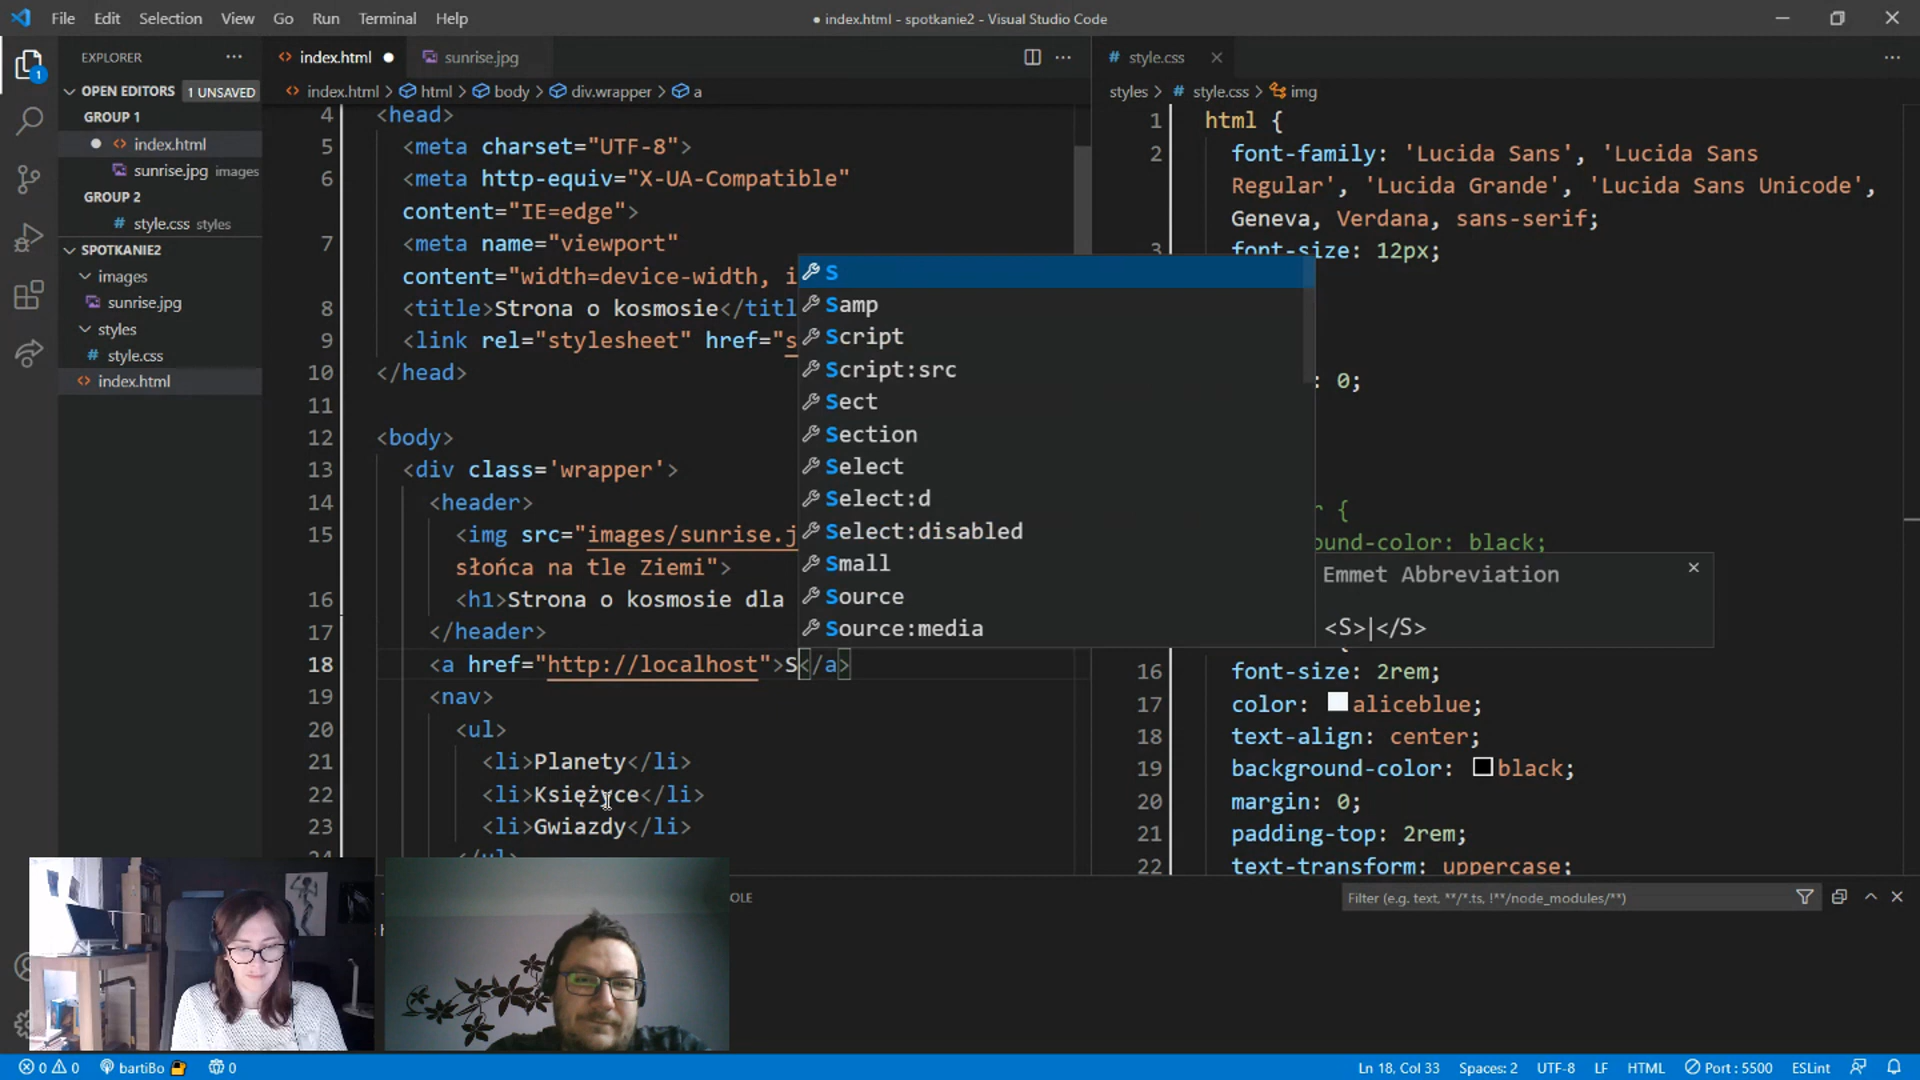 File Edit Selection View Go Run Terminal Help
● index.html - spotkanie2 - Visual Studio Code
EXPLORER
OPEN EDITORS 1 UNSAVED
GROUP 1
index.html
sunrise.jpg images
GROUP 2
# style.css styles
SPOTKANIE2
images
sunrise.jpg
styles
# style.css
<> index.html
<> index.html ●
sunrise.jpg
<> index.html > html > body > div.wrapper > a
4 <head>
5 <meta charset="UTF-8">
6 <meta http-equiv="X-UA-Compatible"
content="IE=edge">
7 <meta name="viewport"
content="width=device-width, i
8 <title>Strona o kosmosie</titl
9 <link rel="stylesheet" href="s
10 </head>
11
12 <body>
13 <div class='wrapper'>
14 <header>
15 <img src="images/sunrise.j
słońca na tle Ziemi">
16 <h1>Strona o kosmosie dla
17 </header>
18 <a href="http://localhost">S</a>
19 <nav>
20 <ul>
21 <li>Planety</li>
22 <li>Księżyce</li>
23 <li>Gwiazdy</li>
24 </ul>
S
Samp
Script
Script:src
Sect
Section
Select
Select:d
Select:disabled
Small
Source
Source:media
Emmet Abbreviation
<S>|</S>
# style.css
styles > # style.css > img
1 html {
2 font-family: 'Lucida Sans', 'Lucida Sans
Regular', 'Lucida Grande', 'Lucida Sans Unicode',
Geneva, Verdana, sans-serif;
3 font-size: 12px;
: 0;
r {
ound-color: black;
{
16 font-size: 2rem;
17 color: aliceblue;
18 text-align: center;
19 background-color: black;
20 margin: 0;
21 padding-top: 2rem;
22 text-transform: uppercase;
OLE
Filter (e.g. text, **/*.ts, !**/node_modules/**)
0 0 bartiBo 0
Ln 18, Col 33 Spaces: 2 UTF-8 LF HTML Port : 5500 ESLint